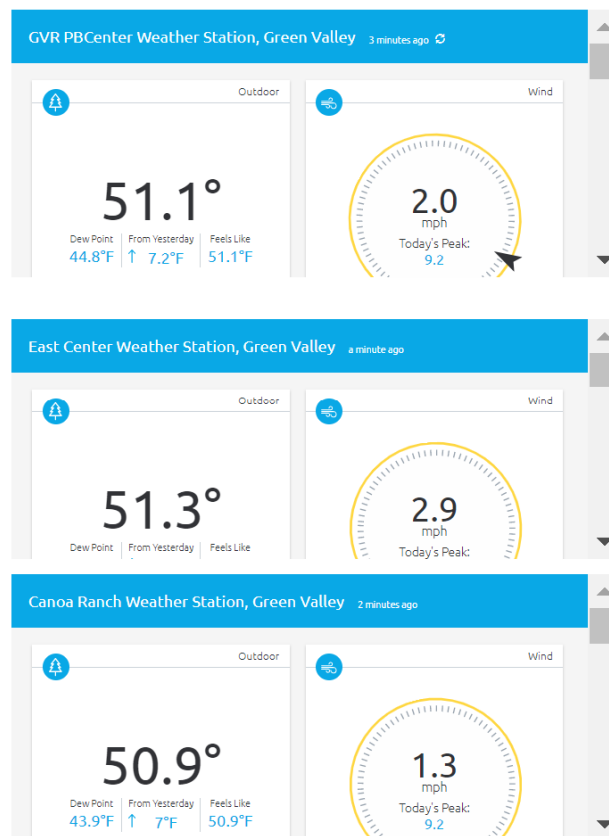 GVR PBCenter Weather Station, Green Valley 3 minutes ago
Outdoor
Wind
51.1°
Dew Point From Yesterday Feels Like
44.8°F ↑ 7.2°F 51.1°F
2.0
mph
Today's Peak:
9.2
East Center Weather Station, Green Valley a minute ago
Outdoor
Wind
51.3°
Dew Point From Yesterday Feels Like
2.9
mph
Today's Peak:
Canoa Ranch Weather Station, Green Valley 2 minutes ago
Outdoor
Wind
50.9°
Dew Point From Yesterday Feels Like
43.9°F ↑ 7°F 50.9°F
1.3
mph
Today's Peak:
9.2